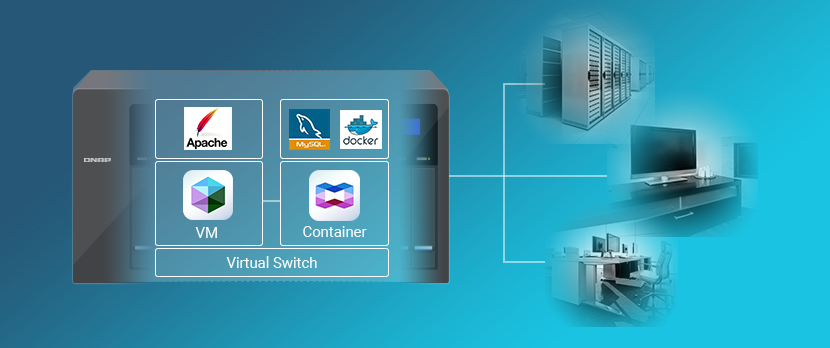 QNAP
Apache
MySQL
docker
VM
Container
Virtual Switch